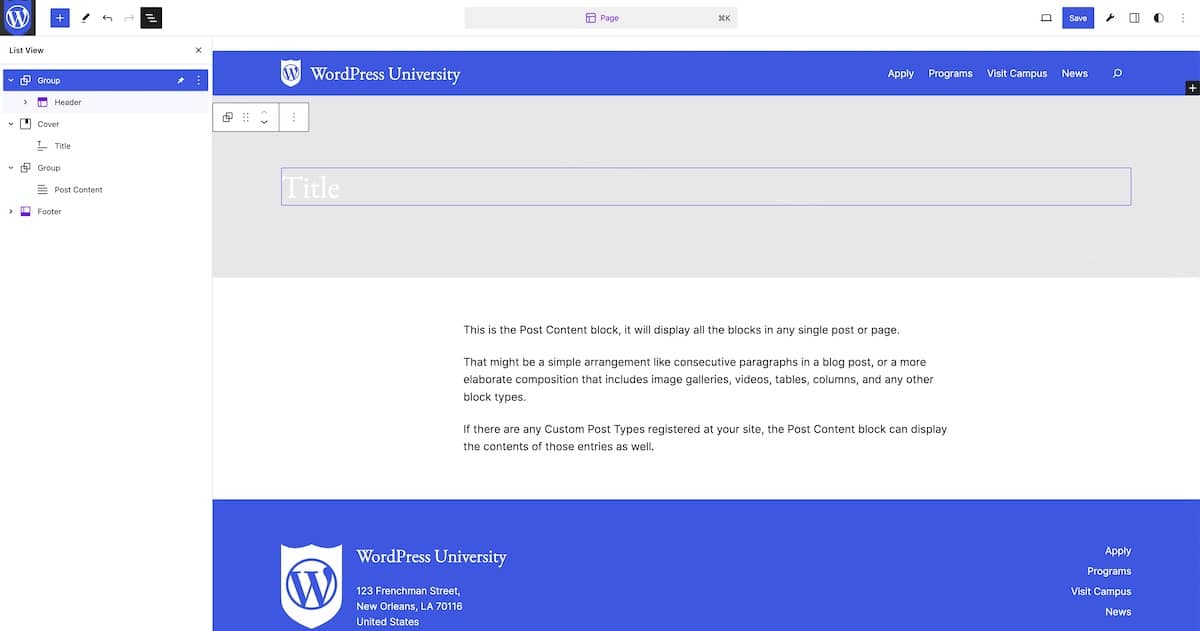 Page
⌘K
Save
List View
Group
Header
Cover
Title
Group
Post Content
Footer
WordPress University
Apply
Programs
Visit Campus
News
Title
This is the Post Content block, it will display all the blocks in any single post or page.
That might be a simple arrangement like consecutive paragraphs in a blog post, or a more
elaborate composition that includes image galleries, videos, tables, columns, and any other
block types.
If there are any Custom Post Types registered at your site, the Post Content block can display
the contents of those entries as well.
WordPress University
123 Frenchman Street,
New Orleans, LA 70116
United States
Apply
Programs
Visit Campus
News